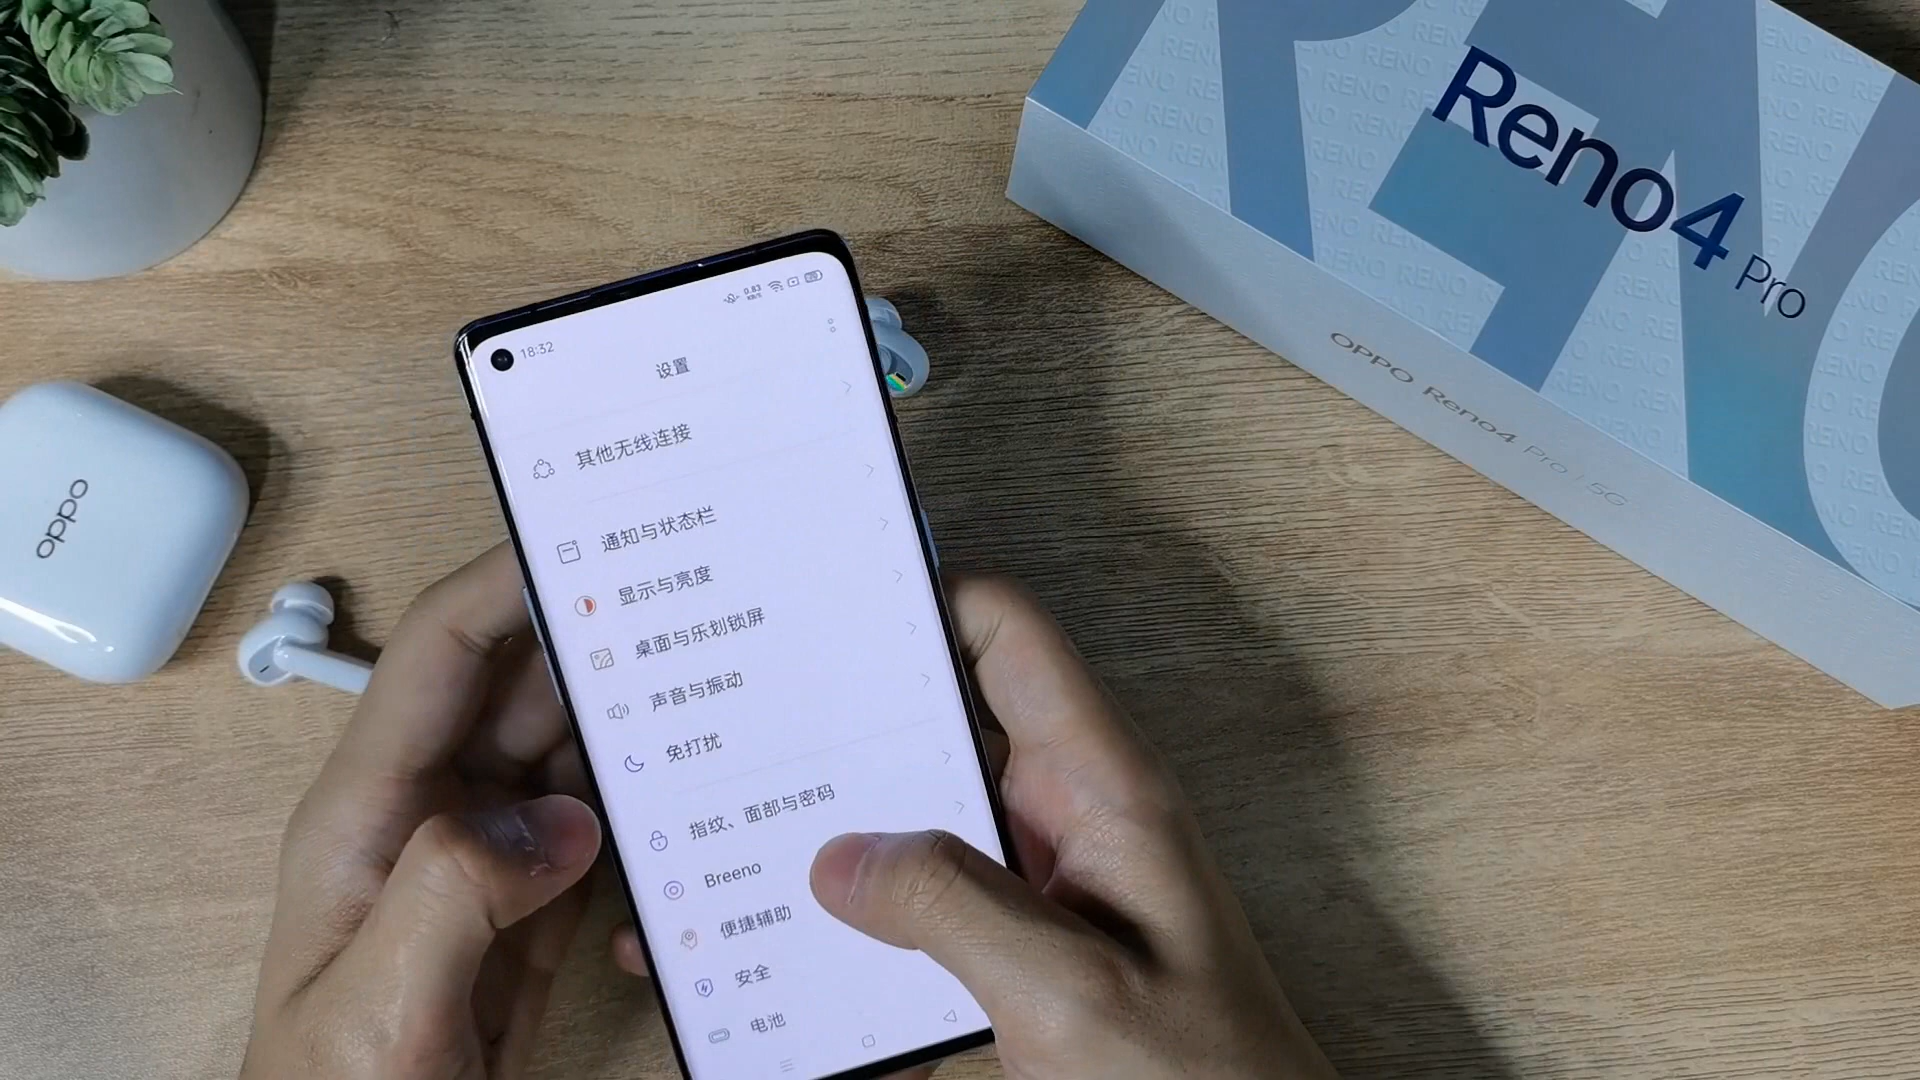 Reno4 Pro
OPPO Reno4 Pro | 5G
oppo
18:32
0.83
KB/S
设置
其他无线连接
通知与状态栏
显示与亮度
桌面与乐划锁屏
声音与振动
免打扰
指纹、面部与密码
Breeno
便捷辅助
安全
电池